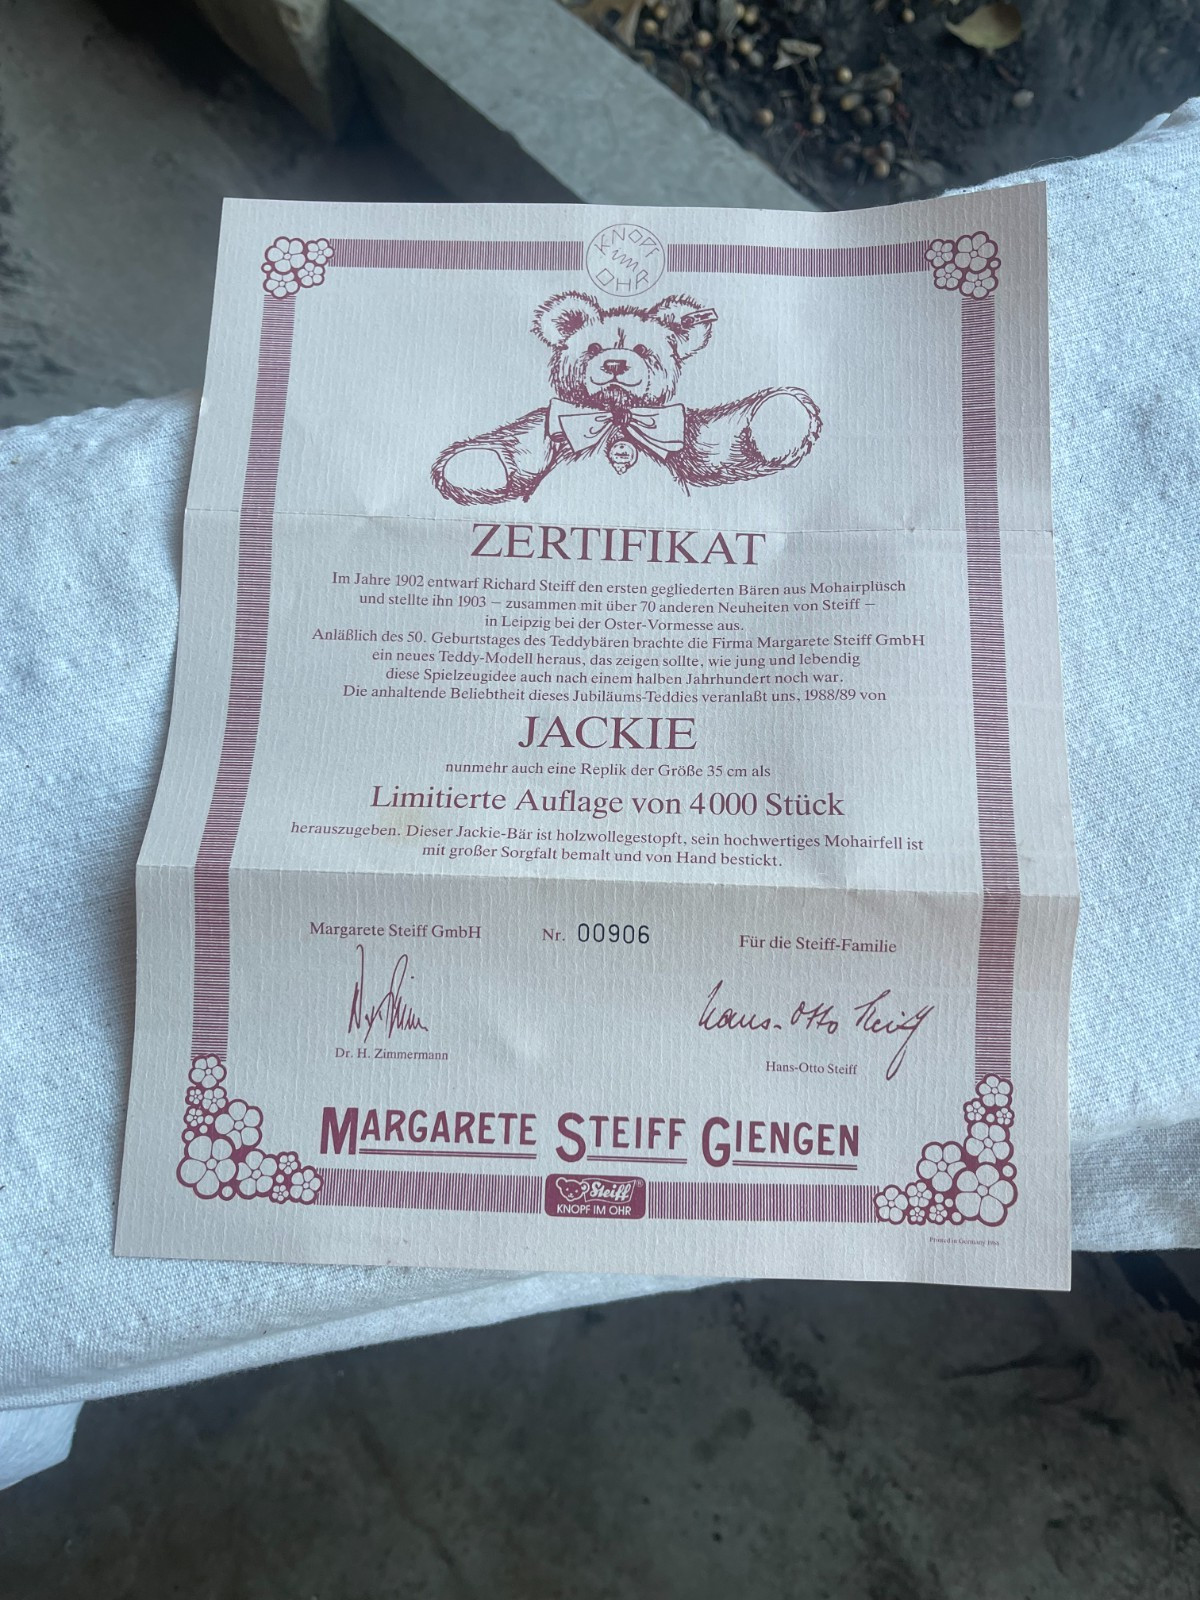 KNOPF
im
OHR
ZERTIFIKAT
Im Jahre 1902 entwarf Richard Steiff den ersten gegliederten Bären aus Mohairplüsch
und stellte ihn 1903 – zusammen mit über 70 anderen Neuheiten von Steiff –
in Leipzig bei der Oster-Vormesse aus.
Anläßlich des 50. Geburtstages des Teddybären brachte die Firma Margarete Steiff GmbH
ein neues Teddy-Modell heraus, das zeigen sollte, wie jung und lebendig
diese Spielzeugidee auch nach einem halben Jahrhundert noch war.
Die anhaltende Beliebtheit dieses Jubiläums-Teddies veranlaßt uns, 1988/89 von
JACKIE
nunmehr auch eine Replik der Größe 35 cm als
Limitierte Auflage von 4000 Stück
herauszugeben. Dieser Jackie-Bär ist holzwollegestopft, sein hochwertiges Mohairfell ist
mit großer Sorgfalt bemalt und von Hand bestickt.
Margarete Steiff GmbH Nr. 00906 Für die Steiff-Familie
Hans-Otto Steiff
Dr. H. Zimmermann Hans-Otto Steiff
MARGARETE STEIFF GIENGEN
Steiff ®
KNOPF IM OHR
Printed in Germany